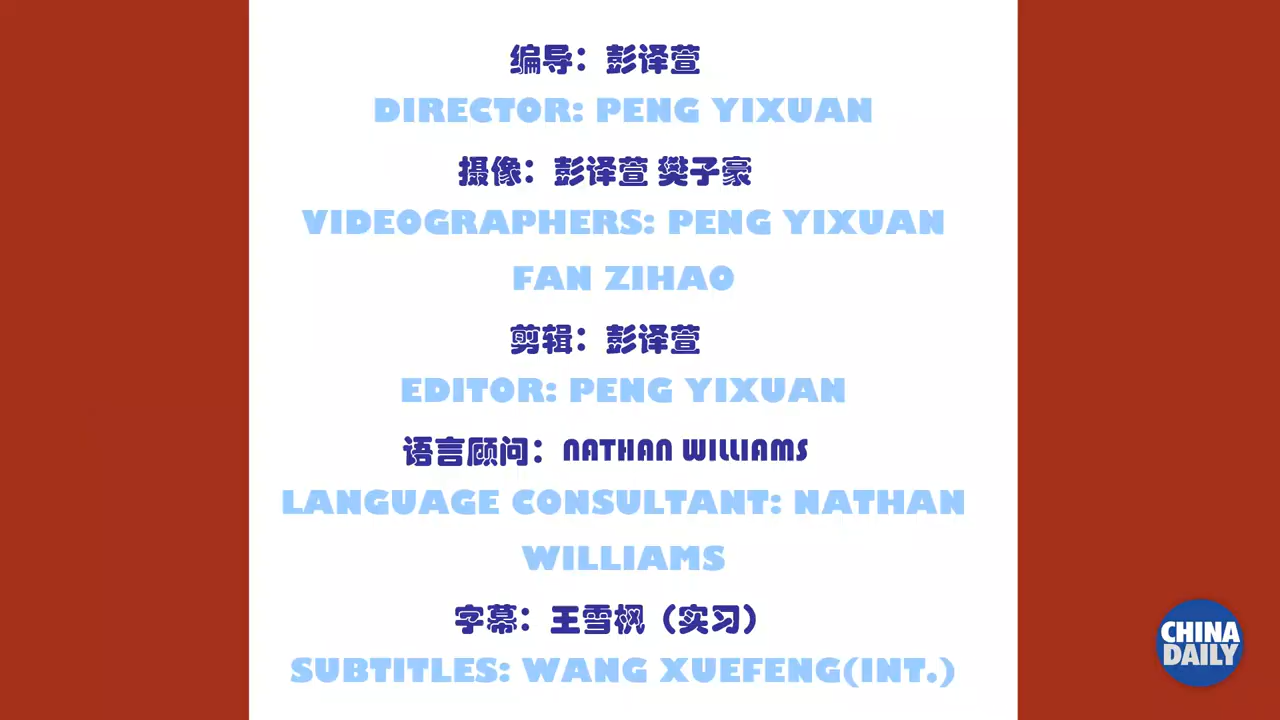 编导：彭译萱
DIRECTOR: PENG YIXUAN
摄像：彭译萱 樊子豪
VIDEOGRAPHERS: PENG YIXUAN
FAN ZIHAO
剪辑：彭译萱
EDITOR: PENG YIXUAN
语言顾问：NATHAN WILLIAMS
LANGUAGE CONSULTANT: NATHAN
WILLIAMS
字幕：王雪枫（实习）
SUBTITLES: WANG XUEFENG(INT.)
CHINA
DAILY